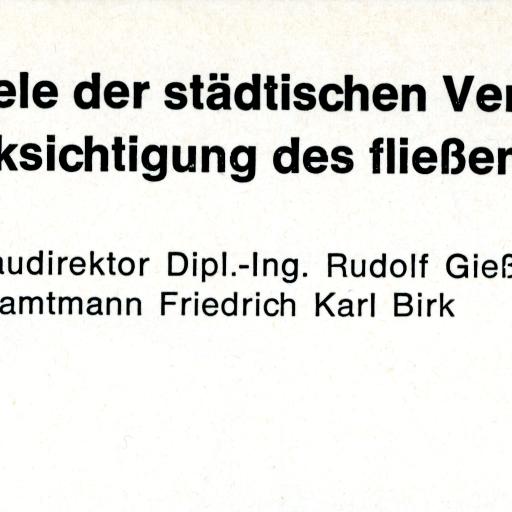 ele der städtischen Ver
ksichtigung des fließer
audirektor Dipl.-Ing. Rudolf Gieß
amtmann Friedrich Karl Birk